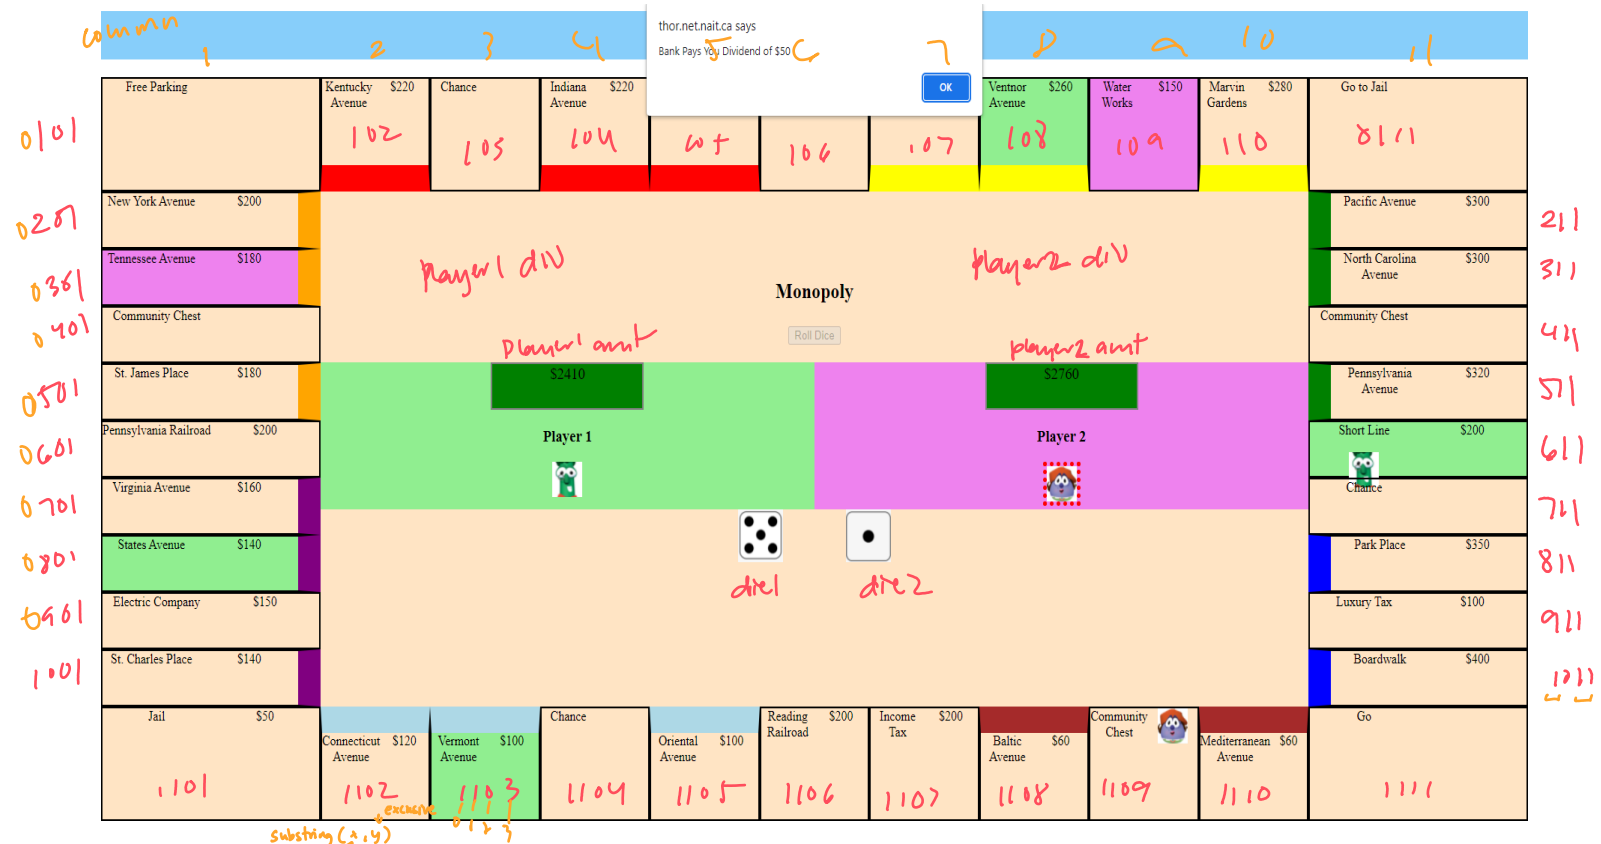 column
1 2 3 4 5 6 7 8 9 10 11
thor.net.nait.ca says
Bank Pays You Dividend of $50
OK
Free Parking
Kentucky Avenue $220
Chance
Indiana Avenue $220
Ventnor Avenue $260
Water Works $150
Marvin Gardens $280
Go to Jail
0101 102 103 104 105 106 107 108 109 110 0111
New York Avenue $200
0201
Pacific Avenue $300
211
Tennessee Avenue $180
0301
North Carolina Avenue $300
311
player1 div
player2 div
Monopoly
Community Chest
0401
Community Chest
411
Roll Dice
player1 amt
player2 amt
St. James Place $180
0501
$2410
$2760
Pennsylvania Avenue $320
511
Pennsylvania Railroad $200
0601
Player 1
Player 2
Short Line $200
611
Virginia Avenue $160
0701
Chance
711
States Avenue $140
0801
Park Place $350
811
die1
die2
Electric Company $150
0901
Luxury Tax $100
911
St. Charles Place $140
1001
Boardwalk $400
1011
Jail $50
Connecticut Avenue $120
Vermont Avenue $100
Chance
Oriental Avenue $100
Reading Railroad $200
Income Tax $200
Baltic Avenue $60
Community Chest
Mediterranean Avenue $60
Go
1101 1102 1103 1104 1105 1106 1107 1108 1109 1110 1111
exclusive
0 1 2 3
substring(x,y)